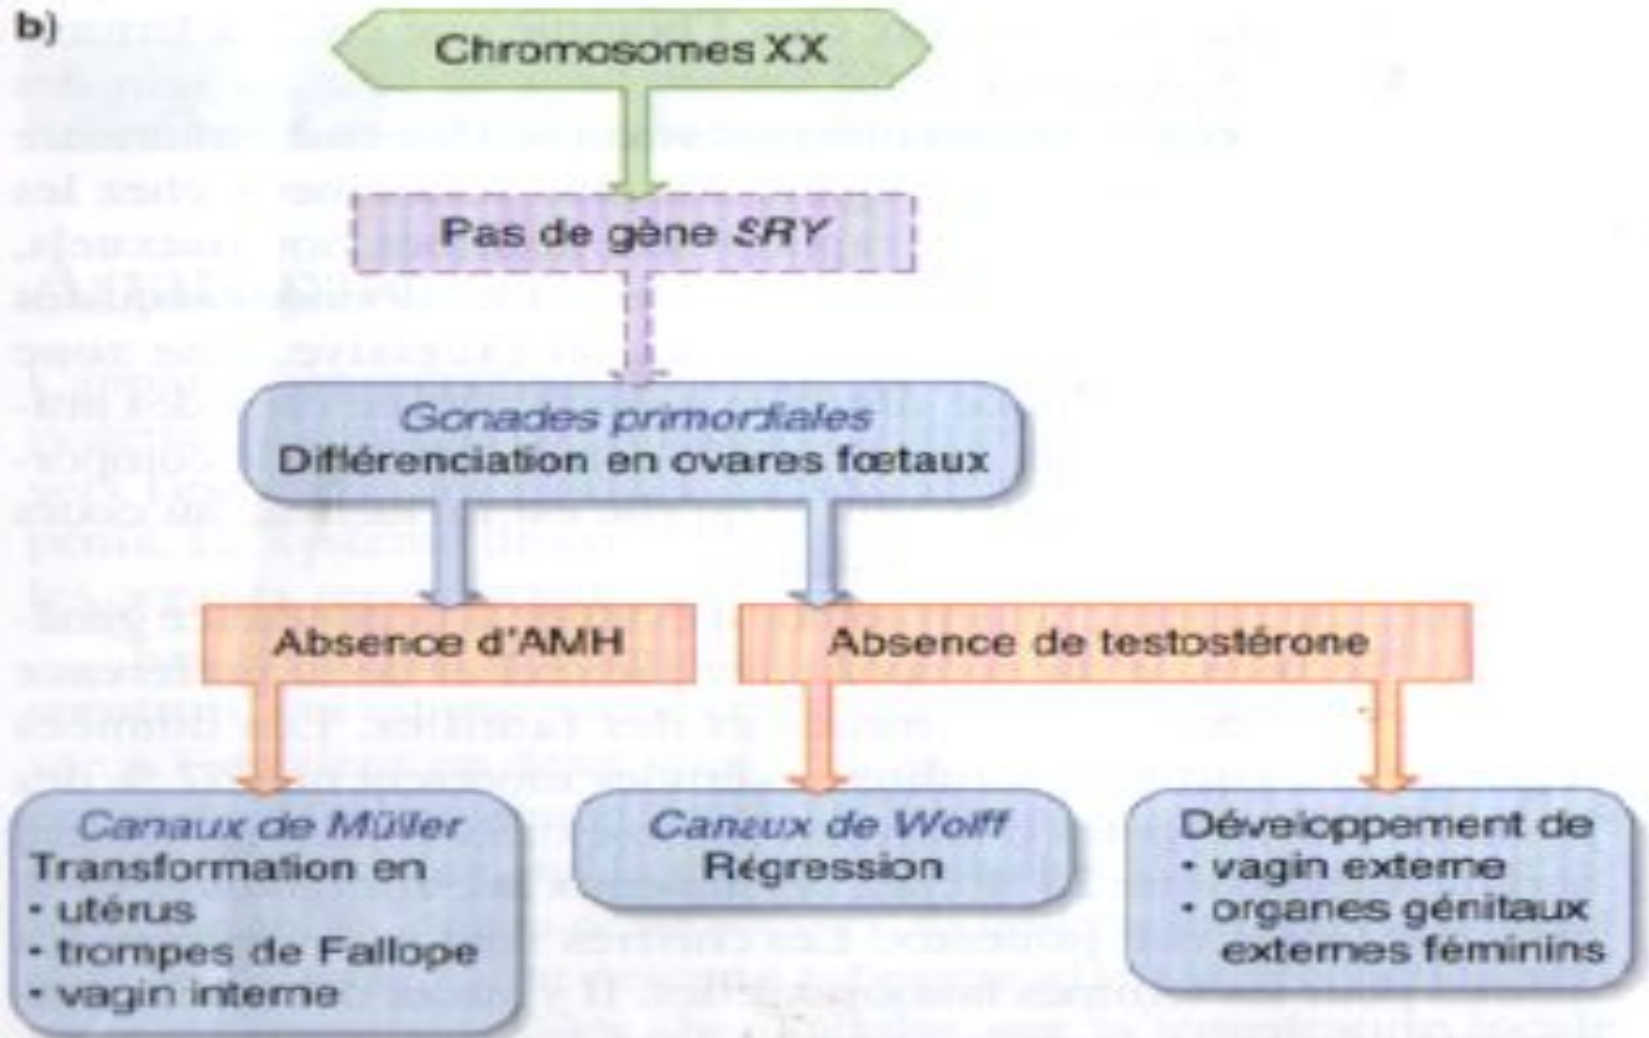 b)
Chromosomes XX
Pas de gène SRY
Gonades primordiales
Différenciation en ovares fœtaux
Absence d'AMH
Absence de testostérone
Canaux de Müller
Transformation en
• utérus
• trompes de Fallope
• vagin interne
Canaux de Wolff
Régression
Développement de
• vagin externe
• organes génitaux
externes féminins